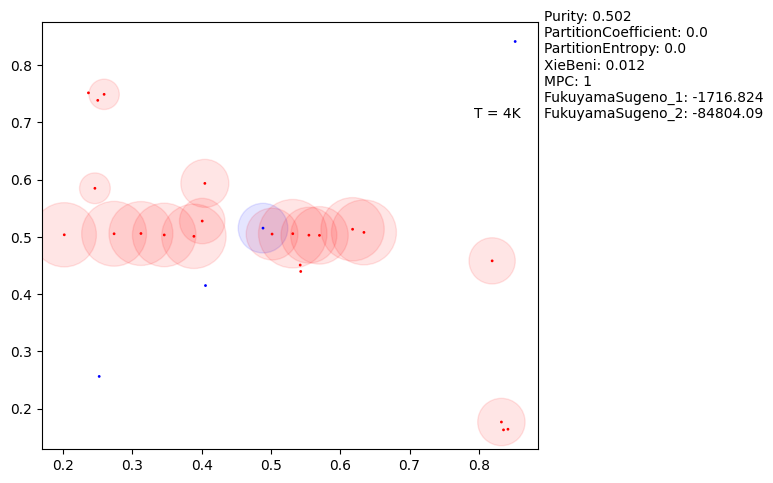 Purity: 0.502
PartitionCoefficient: 0.0
PartitionEntropy: 0.0
XieBeni: 0.012
MPC: 1
FukuyamaSugeno_1: -1716.824
FukuyamaSugeno_2: -84804.09
T = 4K
0.8
0.7
0.6
0.5
0.4
0.3
0.2
0.2 0.3 0.4 0.5 0.6 0.7 0.8